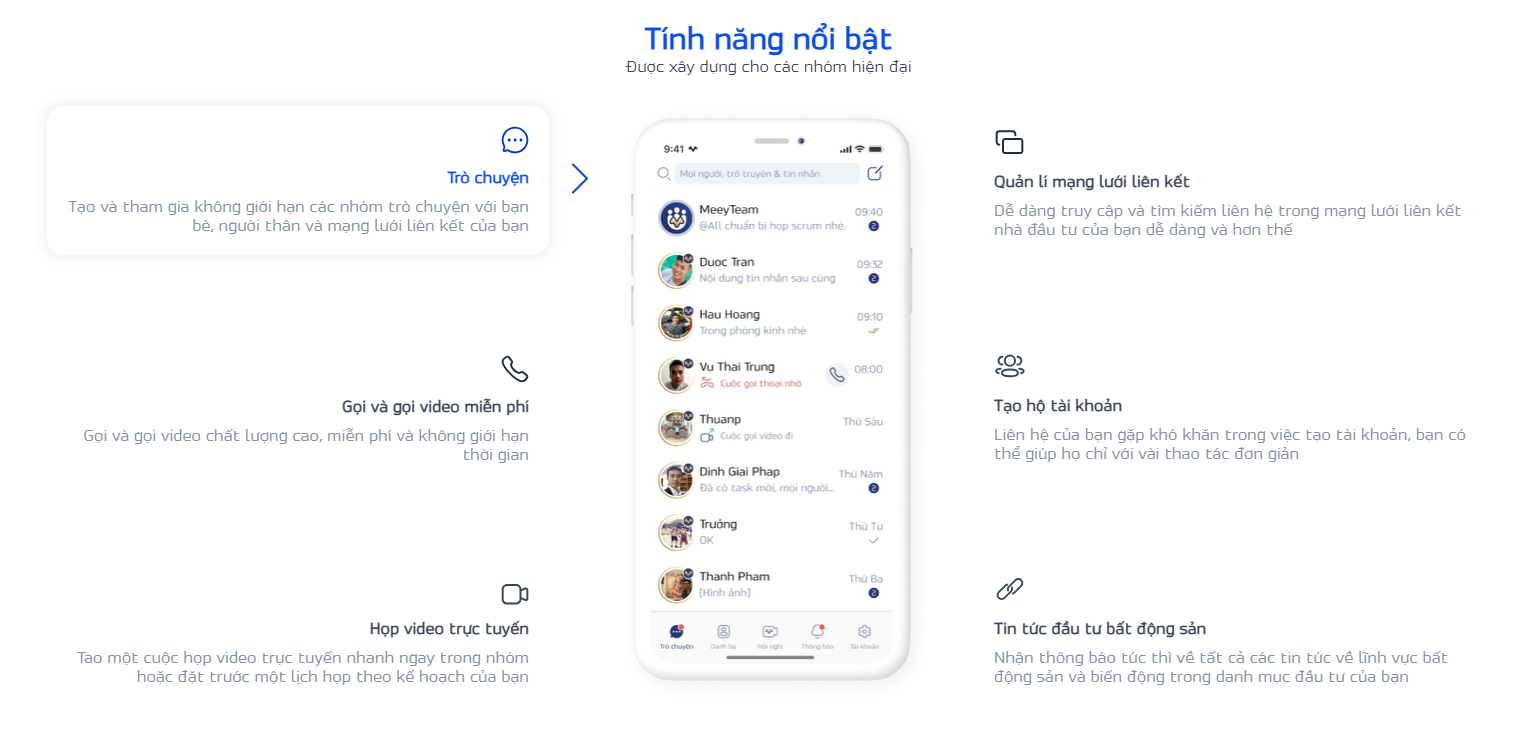 Tính năng nổi bật
Được xây dựng cho các nhóm hiện đại
Trò chuyện
Tạo và tham gia không giới hạn các nhóm trò chuyện với bạn
bè, người thân và mạng lưới liên kết của bạn
Gọi và gọi video miễn phí
Gọi và gọi video chất lượng cao, miễn phí và không giới hạn
thời gian
Họp video trực tuyến
Tao một cuộc họp video trực tuyến nhanh ngay trong nhóm
hoặc đặt trước một lịch họp theo kế hoạch của bạn
9:41
Mọi người, trò truyện & tin nhắn
MeeyTeam
09:40
@All chuẩn bị họp scrum nhé.
2
Duoc Tran
09:32
Nội dung tin nhắn sau cùng
2
Hau Hoang
09:10
Trong phòng kính nhé
Vu Thai Trung
08:00
Cuộc gọi thoại nhỡ
Thuanp
Thứ Sáu
Cuộc gọi video đi
Dinh Giai Phap
Thứ Năm
Đã có task mới, mọi người...
2
Trưởng
Thứ Tư
OK
Thanh Pham
Thứ Ba
[Hình ảnh]
2
Trò chuyện
Danh bạ
Hội nghị
Thông báo
Tài khoản
Quản lí mạng lưới liên kết
Dễ dàng truy cập và tìm kiếm liên hệ trong mạng lưới liên kết
nhà đầu tư của bạn dễ dàng và hơn thế
Tạo hộ tài khoản
Liên hệ của bạn gặp khó khăn trong việc tạo tài khoản, bạn có
thể giúp họ chỉ với vài thao tác đơn giản
Tin tức đầu tư bất động sản
Nhận thông báo tức thì về tất cả các tin tức về lĩnh vực bất
động sản và biến động trong danh mục đầu tư của bạn